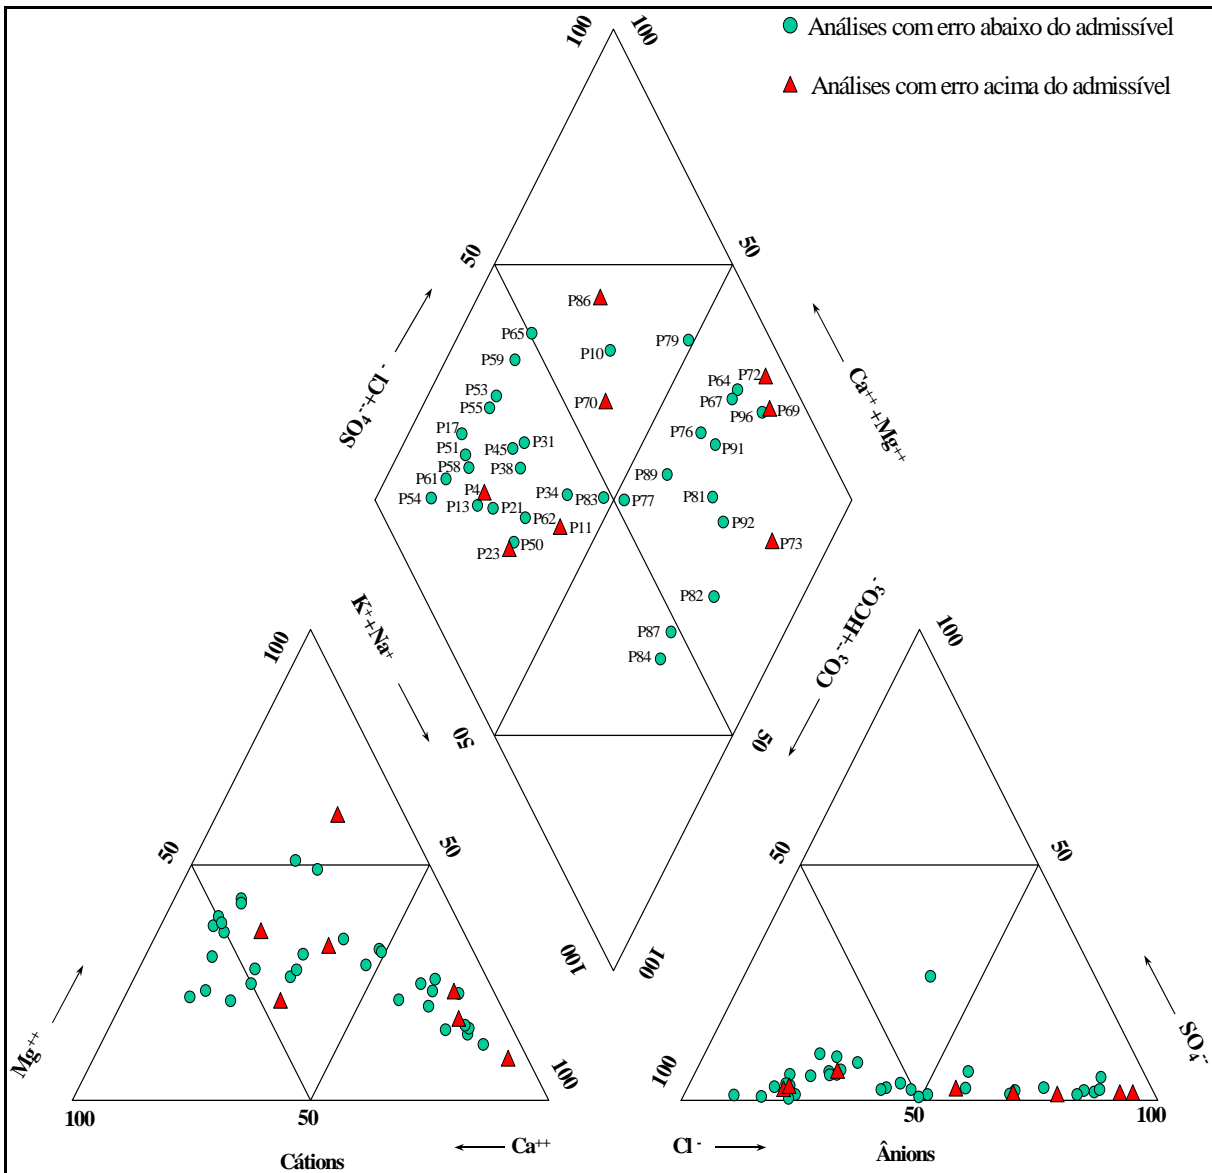 Análises com erro abaixo do admissível
100
100
Análises com erro acima do admissível
50
50
P86
P65
P10
P79
P59
P72
P64
P53
P67
P55
P70
P96
P69
SO₄⁻⁻+Cl⁻
Ca⁺⁺+Mg⁺⁺
P17
P76
P31
P45
P91
P51
P58
P38
P61
P89
P4
P54
P34
P83
P77
P81
P13
P21
P62
P11
P92
P50
P23
P73
K⁺+Na⁺
P82
CO₃⁻⁻+HCO₃⁻
P87
100
100
P84
50
50
50
50
50
50
100
100
Mg⁺⁺
SO₄⁻⁻
100
100
100
50
50
100
Ca⁺⁺
Cl⁻
Cátions
Ânions